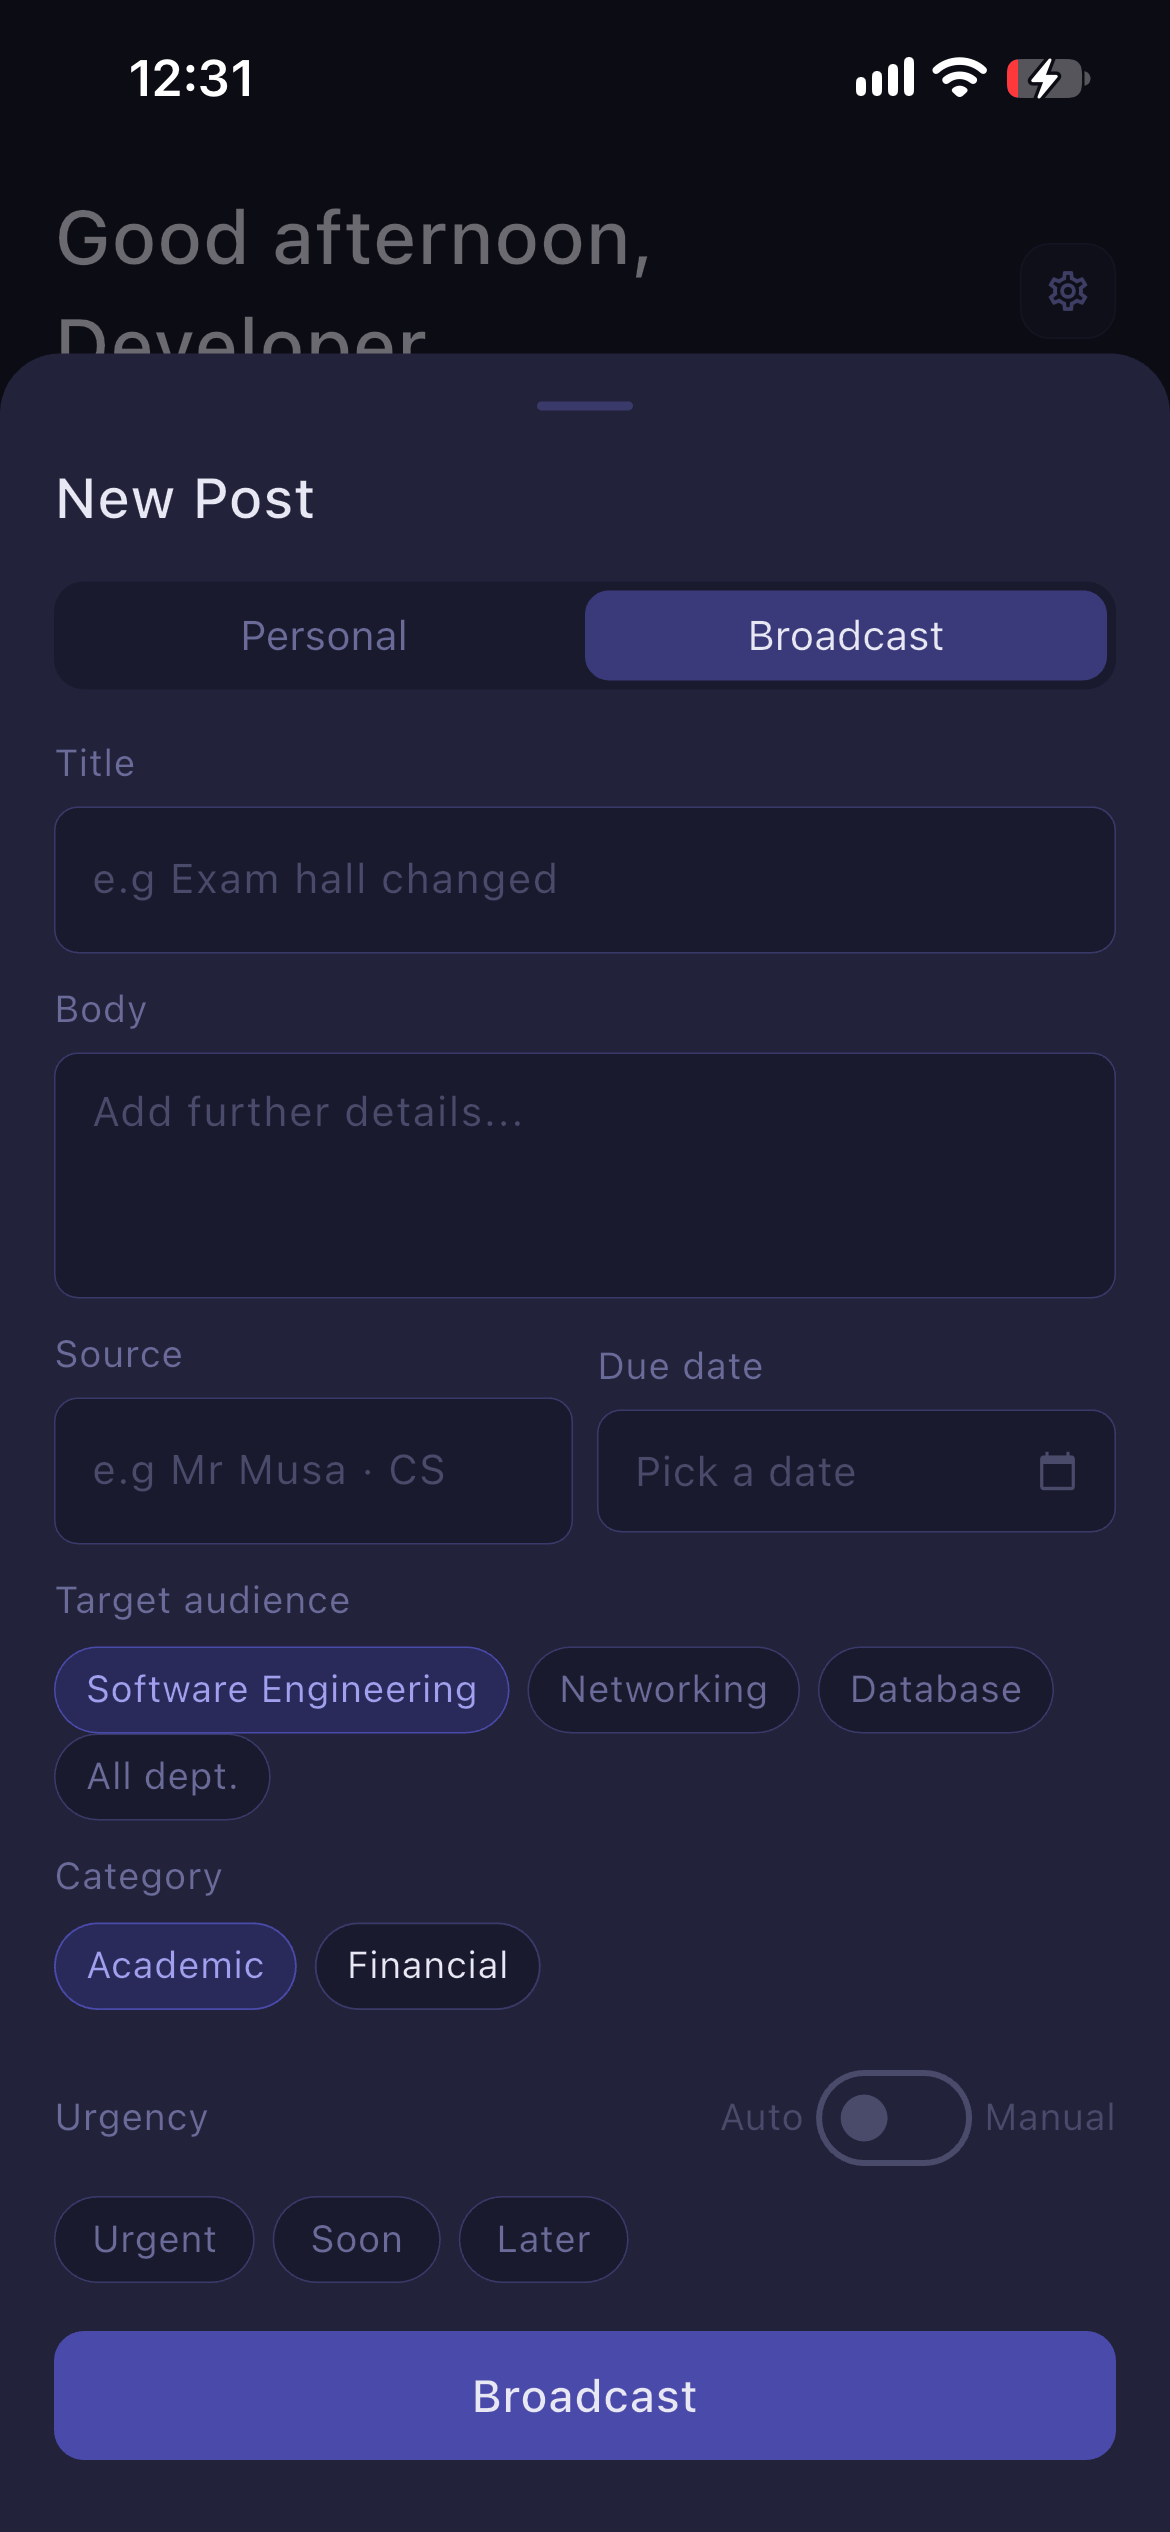 12:31
Good afternoon,
Developer
New Post
Personal Broadcast
Title
e.g Exam hall changed
Body
Add further details...
Source Due date
e.g Mr Musa · CS Pick a date
Target audience
Software Engineering Networking Database
All dept.
Category
Academic Financial
Urgency Auto Manual
Urgent Soon Later
Broadcast